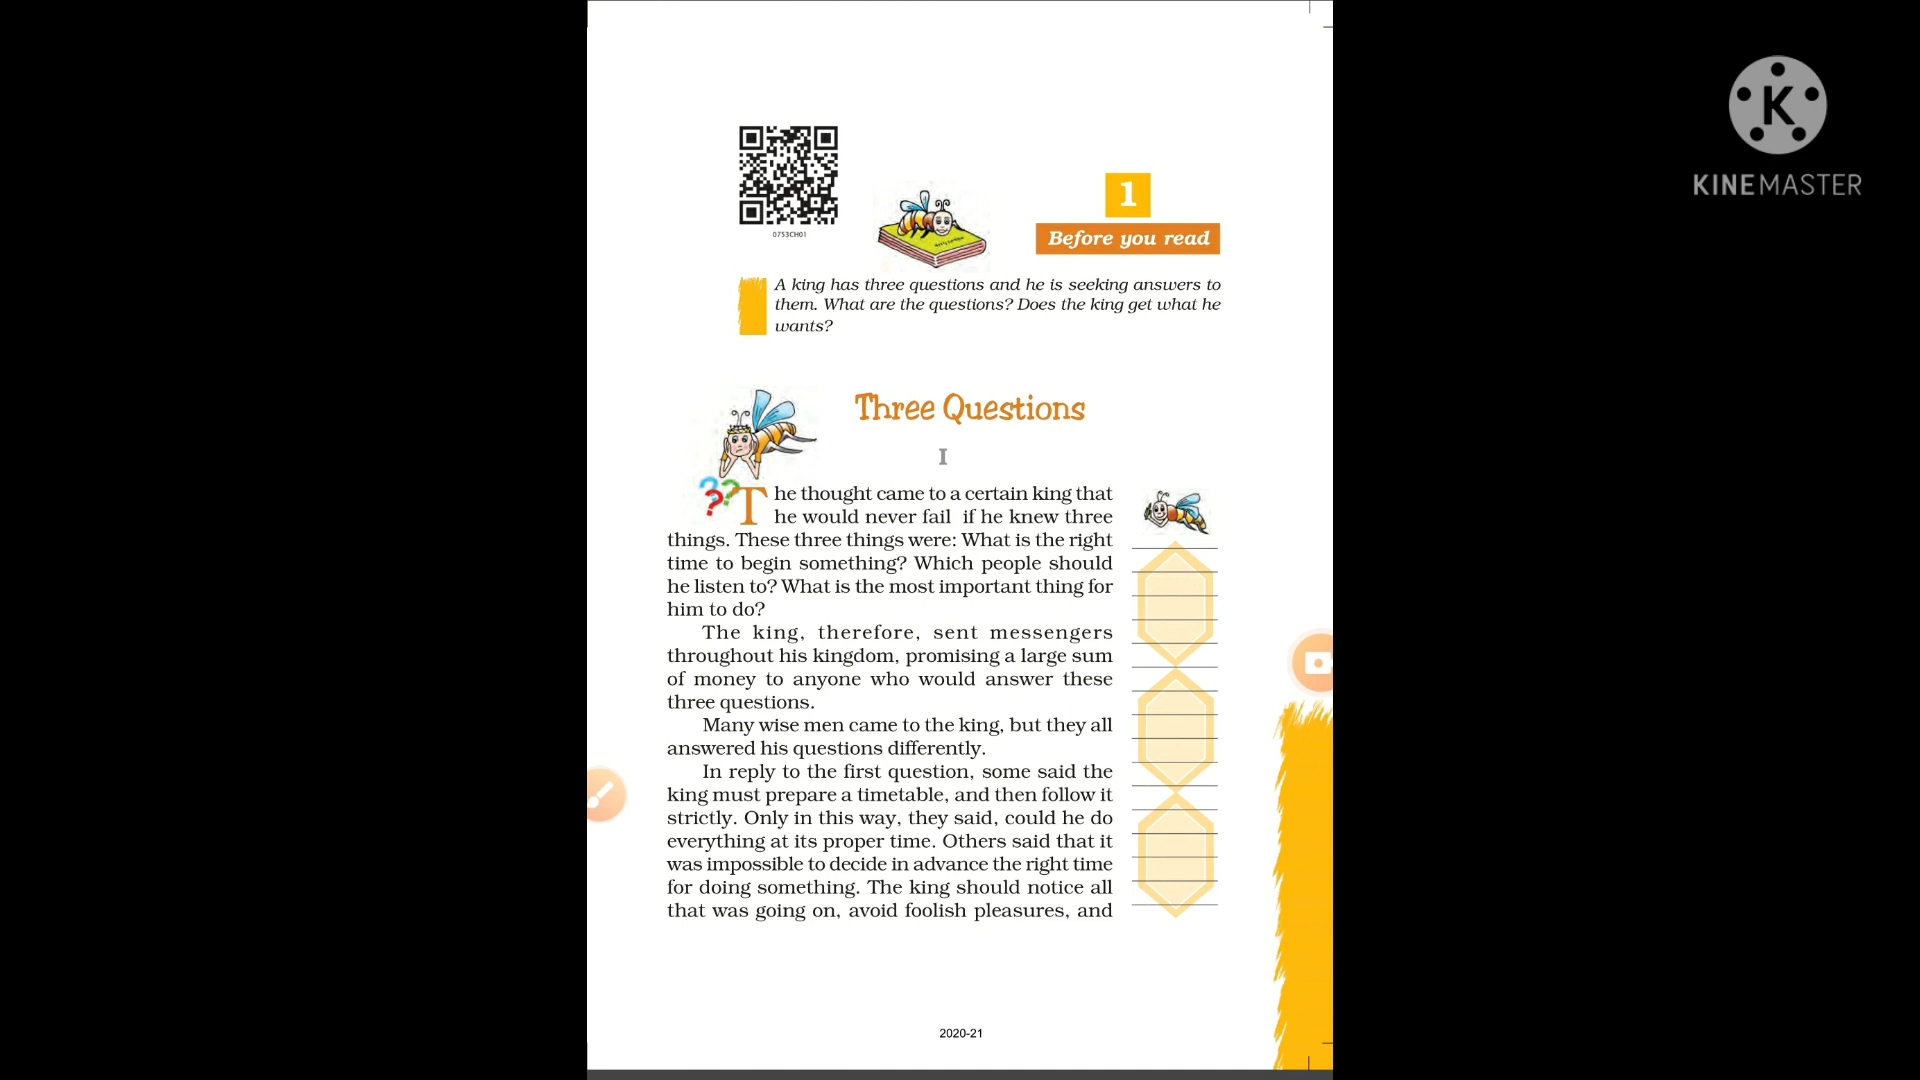 KINEMASTER
0753CH01
1
Before you read
A king has three questions and he is seeking answers to
them. What are the questions? Does the king get what he
wants?
Three Questions
I
The thought came to a certain king that
he would never fail if he knew three
things. These three things were: What is the right
time to begin something? Which people should
he listen to? What is the most important thing for
him to do?
The king, therefore, sent messengers
throughout his kingdom, promising a large sum
of money to anyone who would answer these
three questions.
Many wise men came to the king, but they all
answered his questions differently.
In reply to the first question, some said the
king must prepare a timetable, and then follow it
strictly. Only in this way, they said, could he do
everything at its proper time. Others said that it
was impossible to decide in advance the right time
for doing something. The king should notice all
that was going on, avoid foolish pleasures, and
2020-21